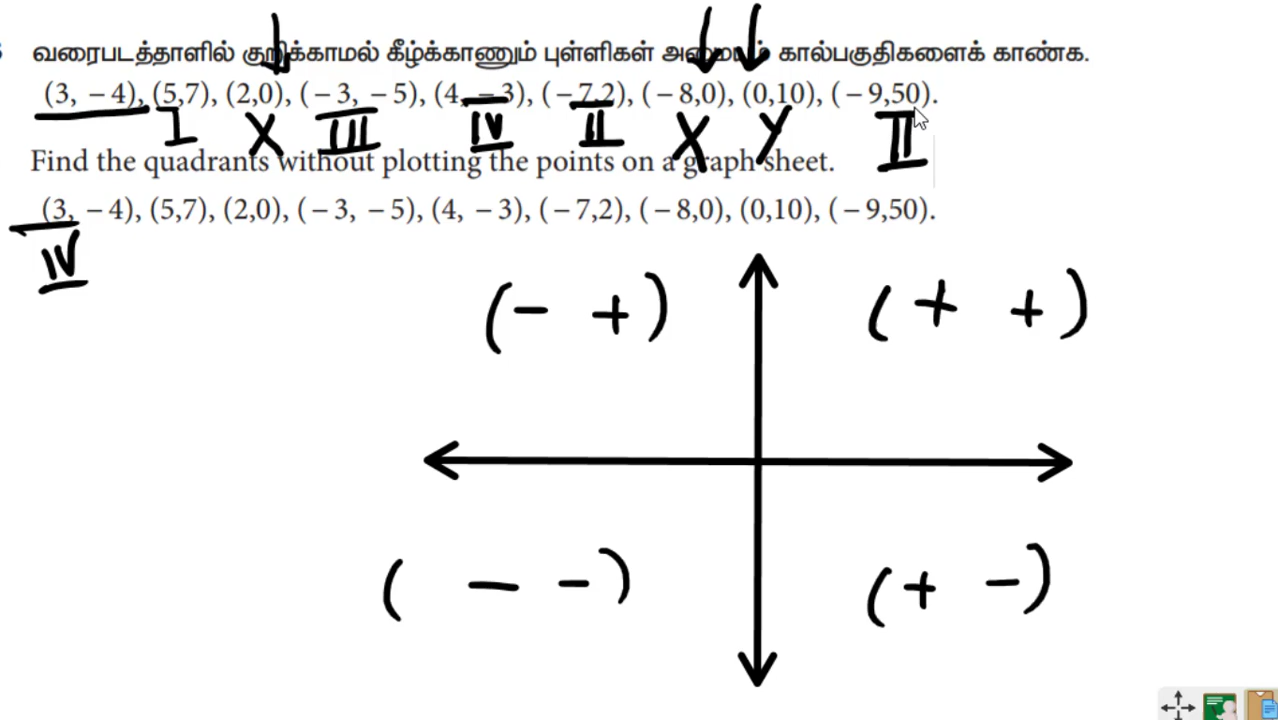 வரைபடத்தாளில் குறிக்காமல் கீழ்க்காணும் புள்ளிகள் அமையும் கால்பகுதிகளைக் காண்க.
(3, −4), (5,7), (2,0), (−3, −5), (4, −3), (−7,2), (−8,0), (0,10), (−9,50).
I X III IV II X Y II
Find the quadrants without plotting the points on a graph sheet.
(3, −4), (5,7), (2,0), (−3, −5), (4, −3), (−7,2), (−8,0), (0,10), (−9,50).
IV
(− +) (+ +)
(− −) (+ −)